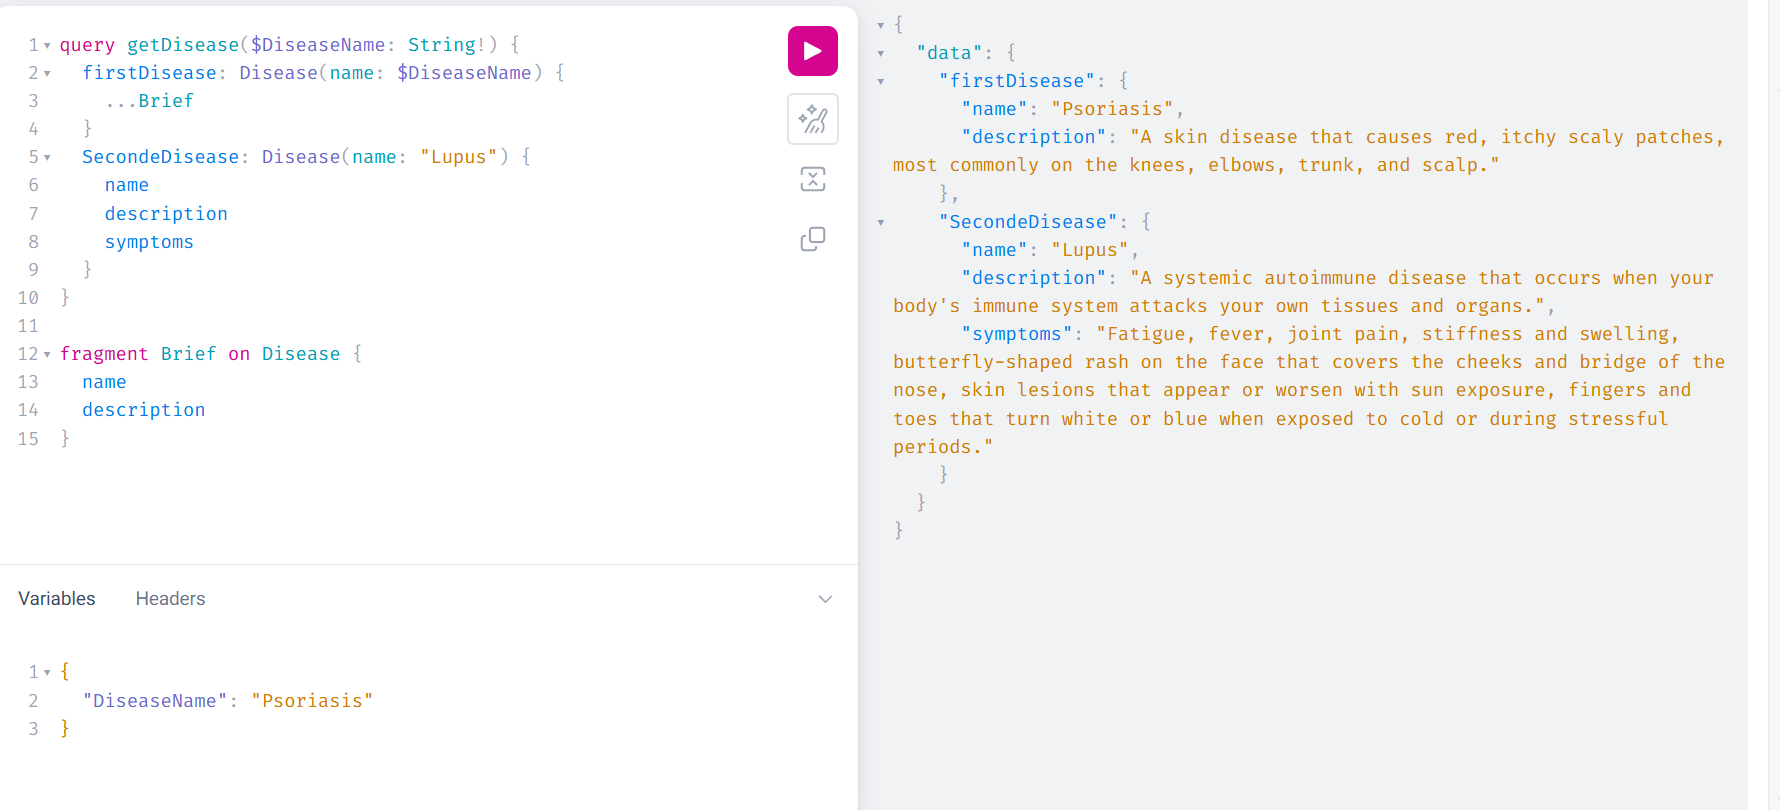 1 query getDisease($DiseaseName: String!) {
2   firstDisease: Disease(name: $DiseaseName) {
3     ...Brief
4   }
5   SecondeDisease: Disease(name: "Lupus") {
6     name
7     description
8     symptoms
9   }
10 }
11
12 fragment Brief on Disease {
13   name
14   description
15 }
Variables Headers
1 {
2   "DiseaseName": "Psoriasis"
3 }
{
  "data": {
    "firstDisease": {
      "name": "Psoriasis",
      "description": "A skin disease that causes red, itchy scaly patches,
most commonly on the knees, elbows, trunk, and scalp."
    },
    "SecondeDisease": {
      "name": "Lupus",
      "description": "A systemic autoimmune disease that occurs when your
body's immune system attacks your own tissues and organs.",
      "symptoms": "Fatigue, fever, joint pain, stiffness and swelling,
butterfly-shaped rash on the face that covers the cheeks and bridge of the
nose, skin lesions that appear or worsen with sun exposure, fingers and
toes that turn white or blue when exposed to cold or during stressful
periods."
    }
  }
}